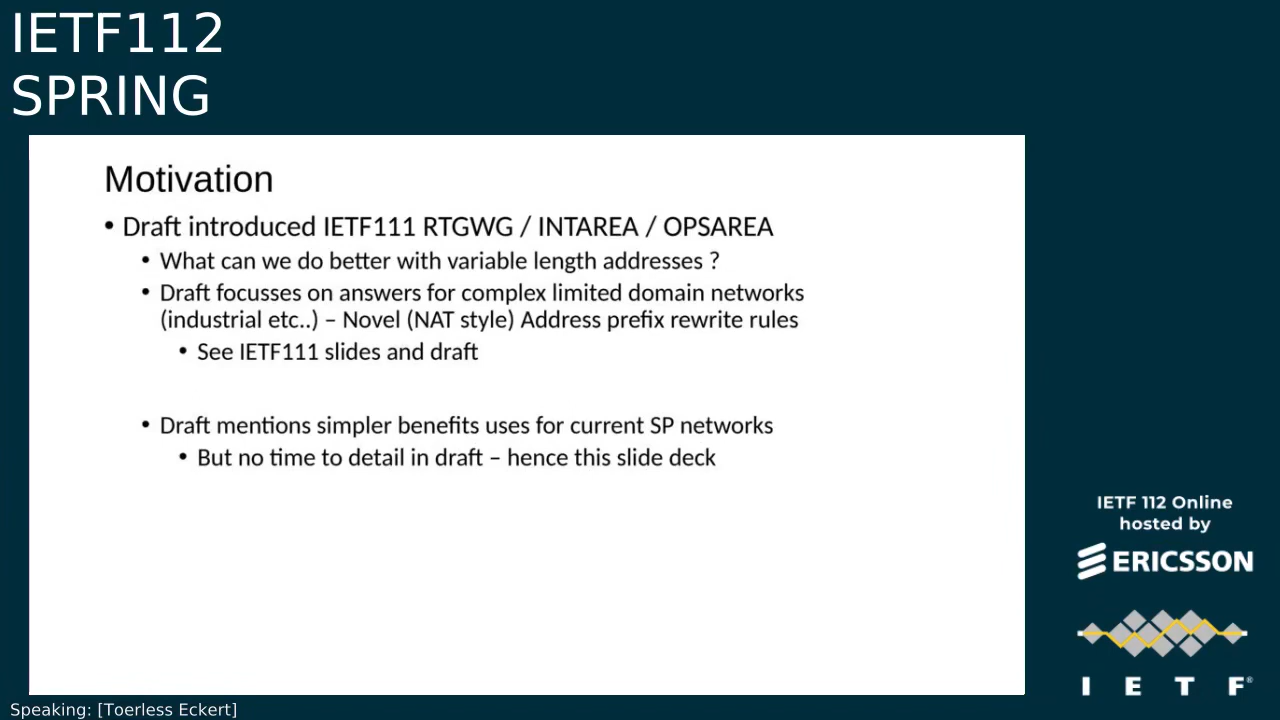 IETF112
SPRING
Motivation
• Draft introduced IETF111 RTGWG / INTAREA / OPSAREA
• What can we do better with variable length addresses ?
• Draft focusses on answers for complex limited domain networks
(industrial etc..) – Novel (NAT style) Address prefix rewrite rules
• See IETF111 slides and draft
• Draft mentions simpler benefits uses for current SP networks
• But no time to detail in draft – hence this slide deck
IETF 112 Online
hosted by
ERICSSON
I E T F®
Speaking: [Toerless Eckert]